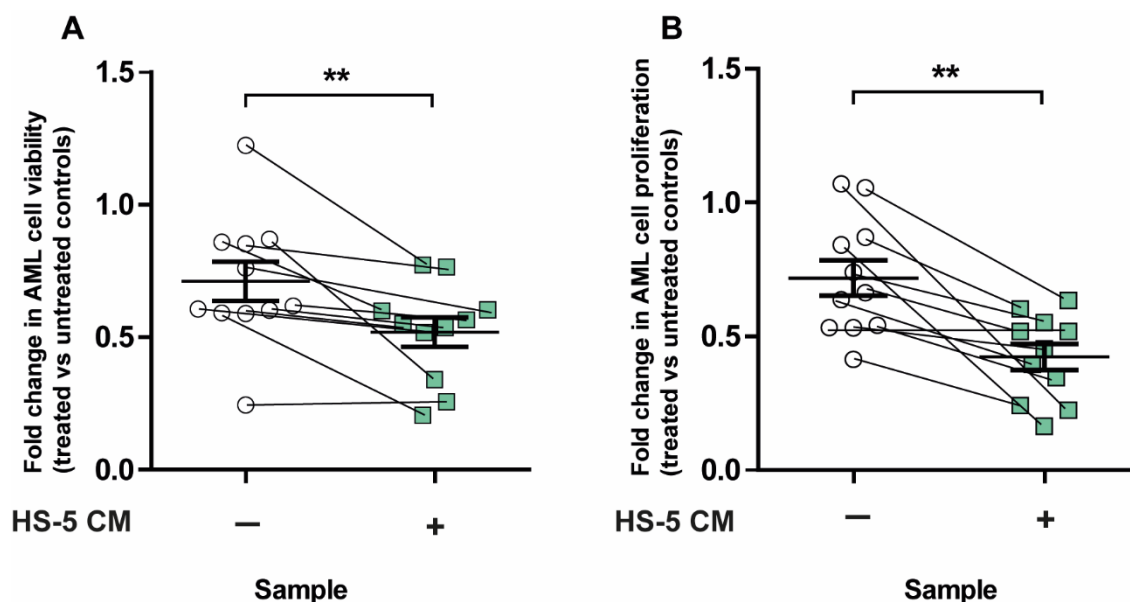 A
**
Fold change in AML cell viability
(treated vs untreated controls)
1.5
1.0
0.5
0.0
HS-5 CM
— +
Sample
B
**
Fold change in AML cell proliferation
(treated vs untreated controls)
1.5
1.0
0.5
0.0
HS-5 CM
— +
Sample